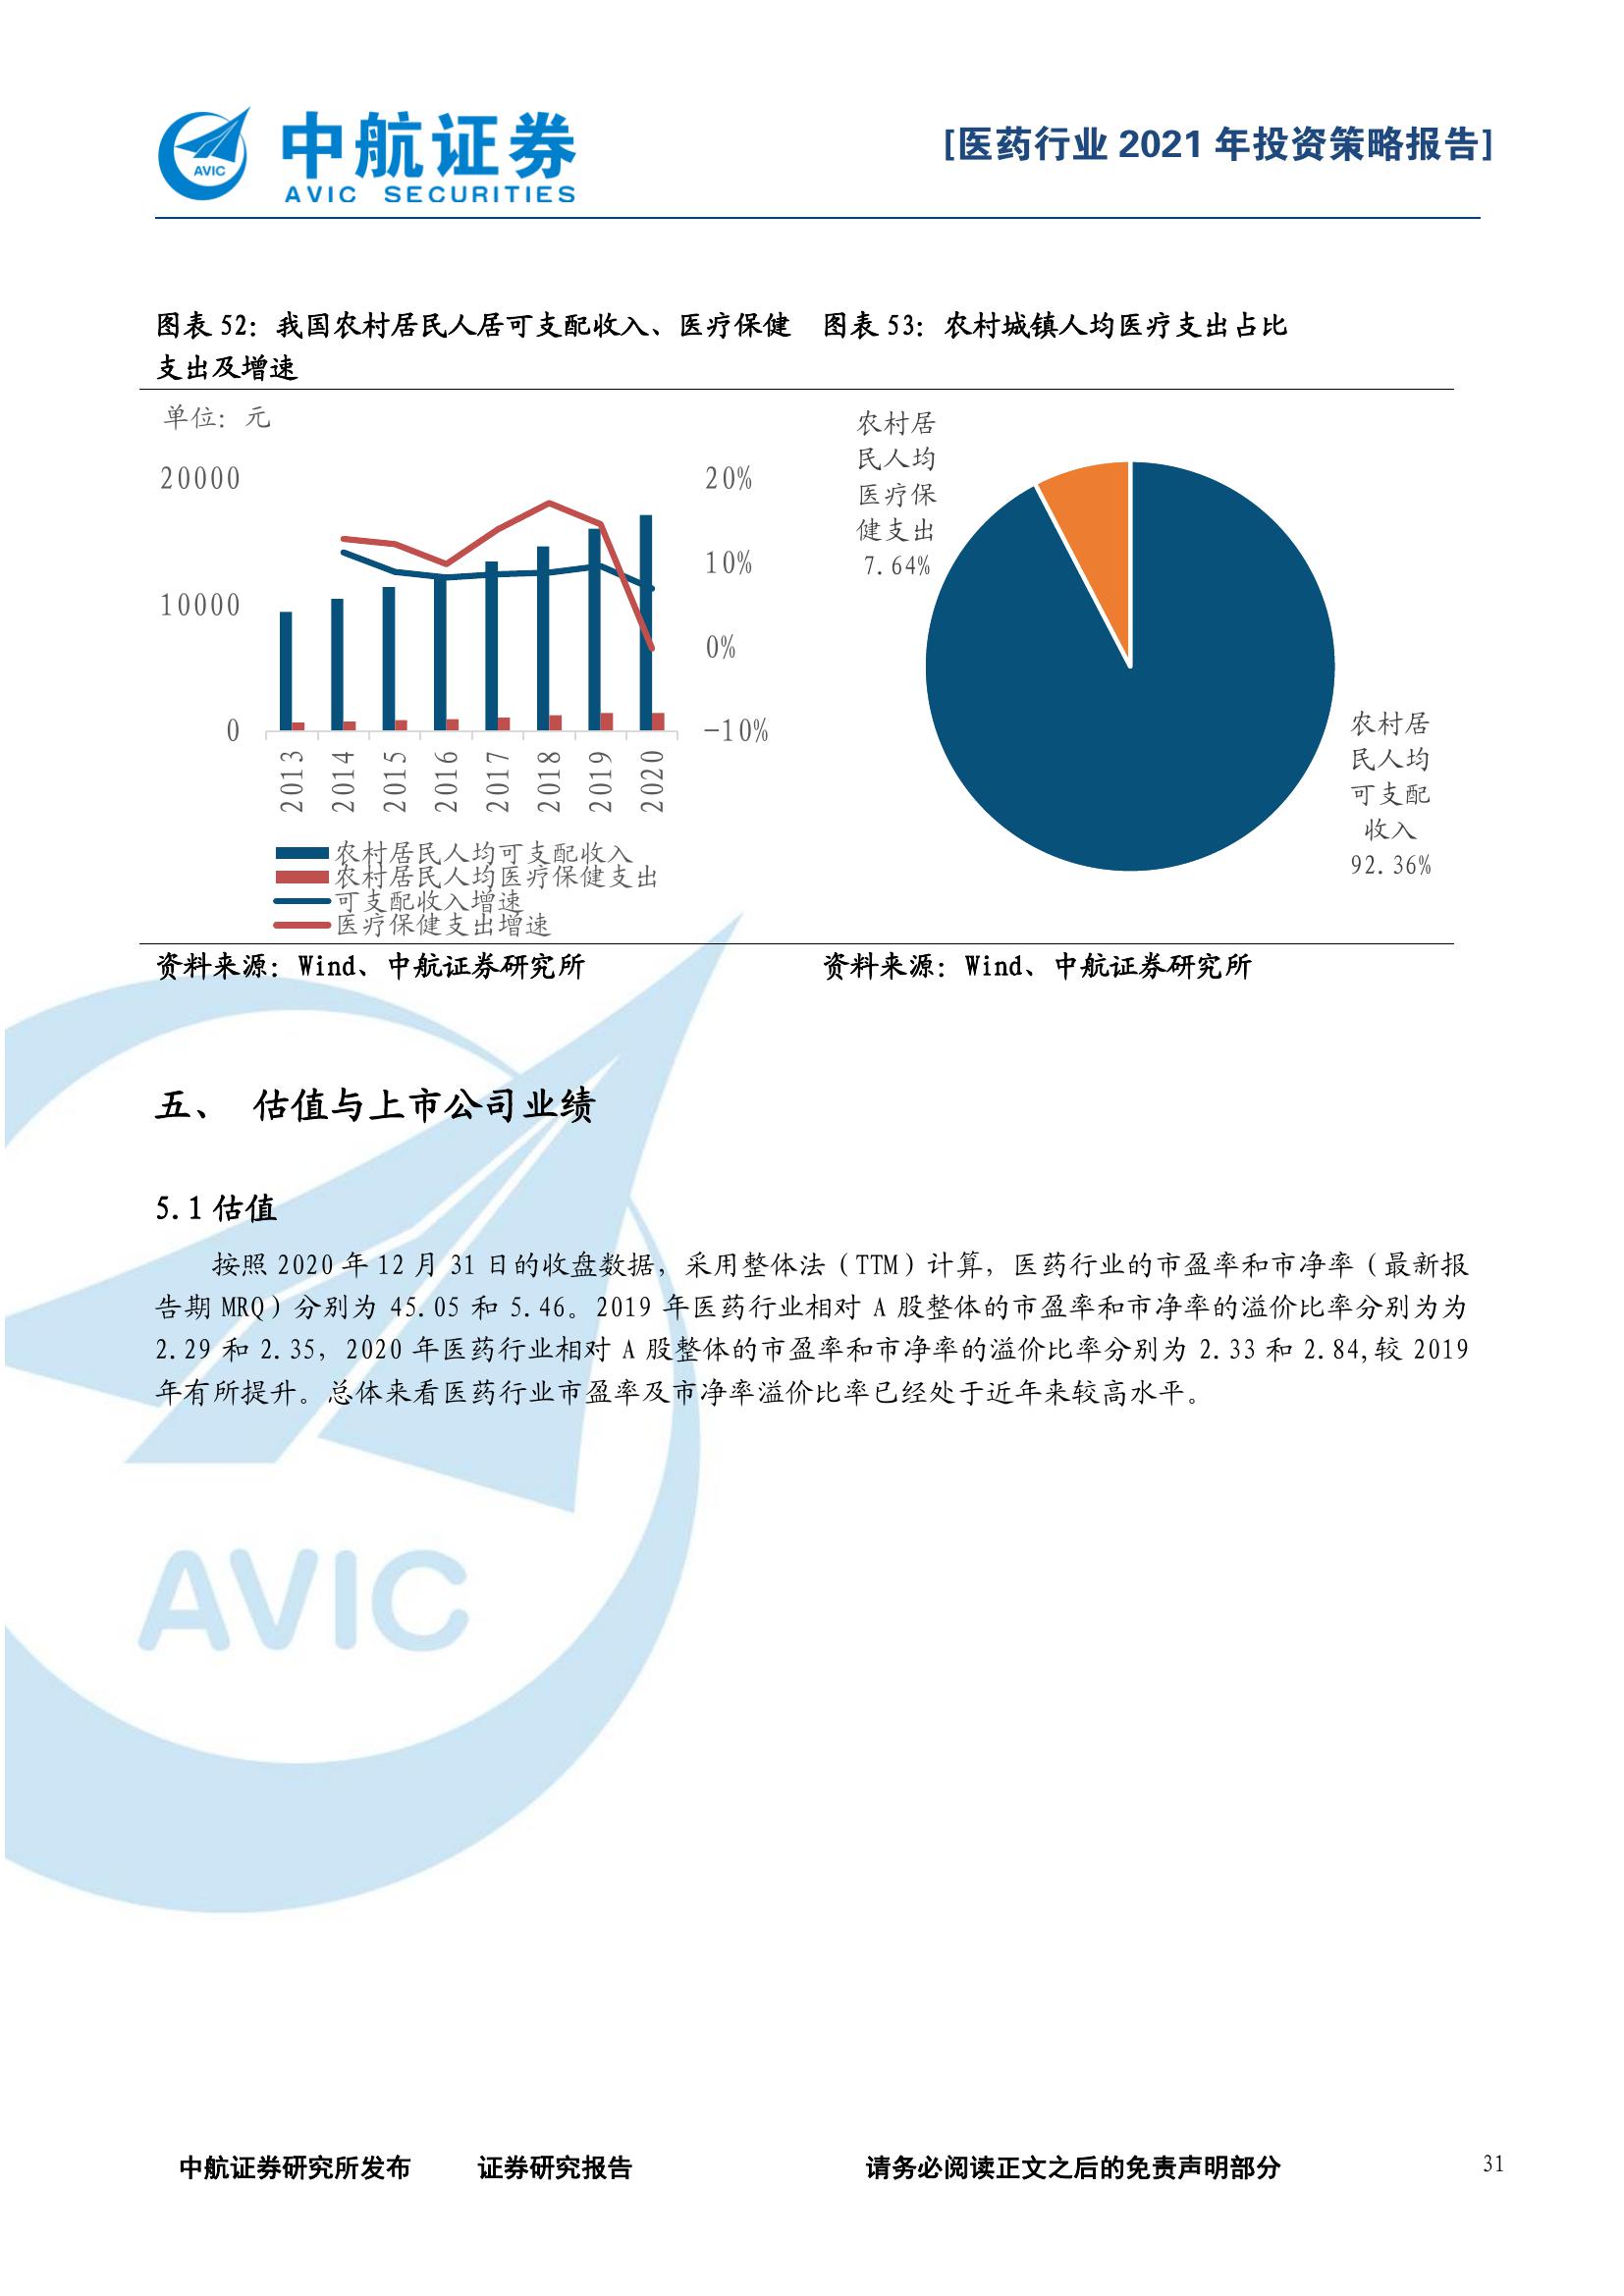 AVIC
中航证券
AVIC SECURITIES
[医药行业 2021 年投资策略报告]
图表 52：我国农村居民人居可支配收入、医疗保健
支出及增速
图表 53：农村城镇人均医疗支出占比
单位：元
20000
10000
0
20%
10%
0%
-10%
2013
2014
2015
2016
2017
2018
2019
2020
农村居民人均可支配收入
农村居民人均医疗保健支出
可支配收入增速
医疗保健支出增速
农村居
民人均
医疗保
健支出
7.64%
农村居
民人均
可支配
收入
92.36%
资料来源：Wind、中航证券研究所
资料来源：Wind、中航证券研究所
五、 估值与上市公司业绩
5.1 估值
按照 2020 年 12 月 31 日的收盘数据，采用整体法（TTM）计算，医药行业的市盈率和市净率（最新报
告期 MRQ）分别为 45.05 和 5.46。2019 年医药行业相对 A 股整体的市盈率和市净率的溢价比率分别为为
2.29 和 2.35，2020 年医药行业相对 A 股整体的市盈率和市净率的溢价比率分别为 2.33 和 2.84,较 2019
年有所提升。总体来看医药行业市盈率及市净率溢价比率已经处于近年来较高水平。
AVIC
中航证券研究所发布 证券研究报告 请务必阅读正文之后的免责声明部分 31